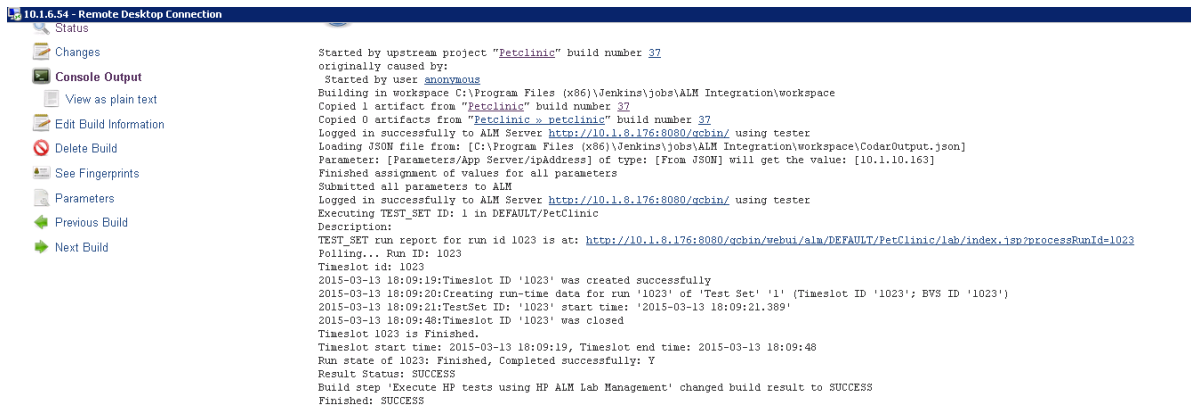 10.1.6.54 - Remote Desktop Connection
Status
Changes
Console Output
View as plain text
Edit Build Information
Delete Build
See Fingerprints
Parameters
Previous Build
Next Build
Started by upstream project "Petclinic" build number 37
originally caused by:
Started by user anonymous
Building in workspace C:\Program Files (x86)\Jenkins\jobs\ALM Integration\workspace
Copied 1 artifact from "Petclinic" build number 37
Copied 0 artifacts from "Petclinic » petclinic" build number 37
Logged in successfully to ALM Server http://10.1.8.176:8080/qcbin/ using tester
Loading JSON file from: [C:\Program Files (x86)\Jenkins\jobs\ALM Integration\workspace\CodarOutput.json]
Parameter: [Parameters/App Server/ipAddress] of type: [From JSON] will get the value: [10.1.10.163]
Finished assignment of values for all parameters
Submitted all parameters to ALM
Logged in successfully to ALM Server http://10.1.8.176:8080/qcbin/ using tester
Executing TEST_SET ID: 1 in DEFAULT/PetClinic
Description:
TEST_SET run report for run id 1023 is at: http://10.1.8.176:8080/qcbin/webui/alm/DEFAULT/PetClinic/lab/index.jsp?processRunId=1023
Polling... Run ID: 1023
Timeslot id: 1023
2015-03-13 18:09:19:Timeslot ID '1023' was created successfully
2015-03-13 18:09:20:Creating run-time data for run '1023' of 'Test Set' '1' (Timeslot ID '1023'; BVS ID '1023')
2015-03-13 18:09:21:TestSet ID: '1023' start time: '2015-03-13 18:09:21.389'
2015-03-13 18:09:48:Timeslot ID '1023' was closed
Timeslot 1023 is Finished.
Timeslot start time: 2015-03-13 18:09:19, Timeslot end time: 2015-03-13 18:09:48
Run state of 1023: Finished, Completed successfully: Y
Result Status: SUCCESS
Build step 'Execute HP tests using HP ALM Lab Management' changed build result to SUCCESS
Finished: SUCCESS